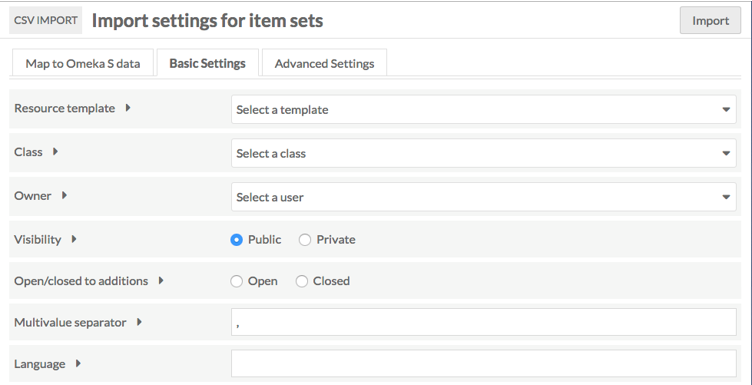 CSV IMPORT Import settings for item sets Import
Map to Omeka S data Basic Settings Advanced Settings
Resource template Select a template
Class Select a class
Owner Select a user
Visibility Public Private
Open/closed to additions Open Closed
Multivalue separator ,
Language